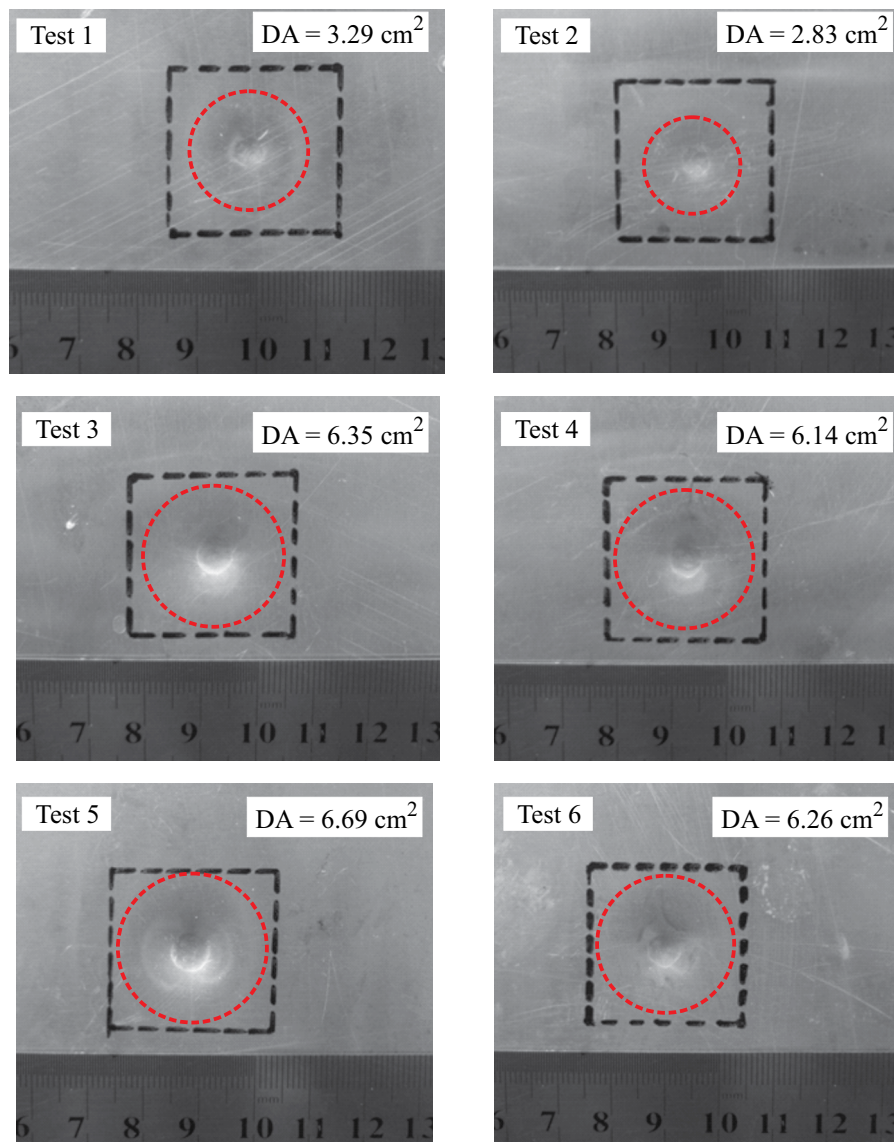 Test 1 DA = 3.29 cm²
6 7 8 9 10 11 12 13
Test 2 DA = 2.83 cm²
6 7 8 9 10 11 12 13
Test 3 DA = 6.35 cm²
6 7 8 9 10 11 12 13
Test 4 DA = 6.14 cm²
6 7 8 9 10 11 12 13
Test 5 DA = 6.69 cm²
6 7 8 9 10 11 12 13
Test 6 DA = 6.26 cm²
6 7 8 9 10 11 12 13